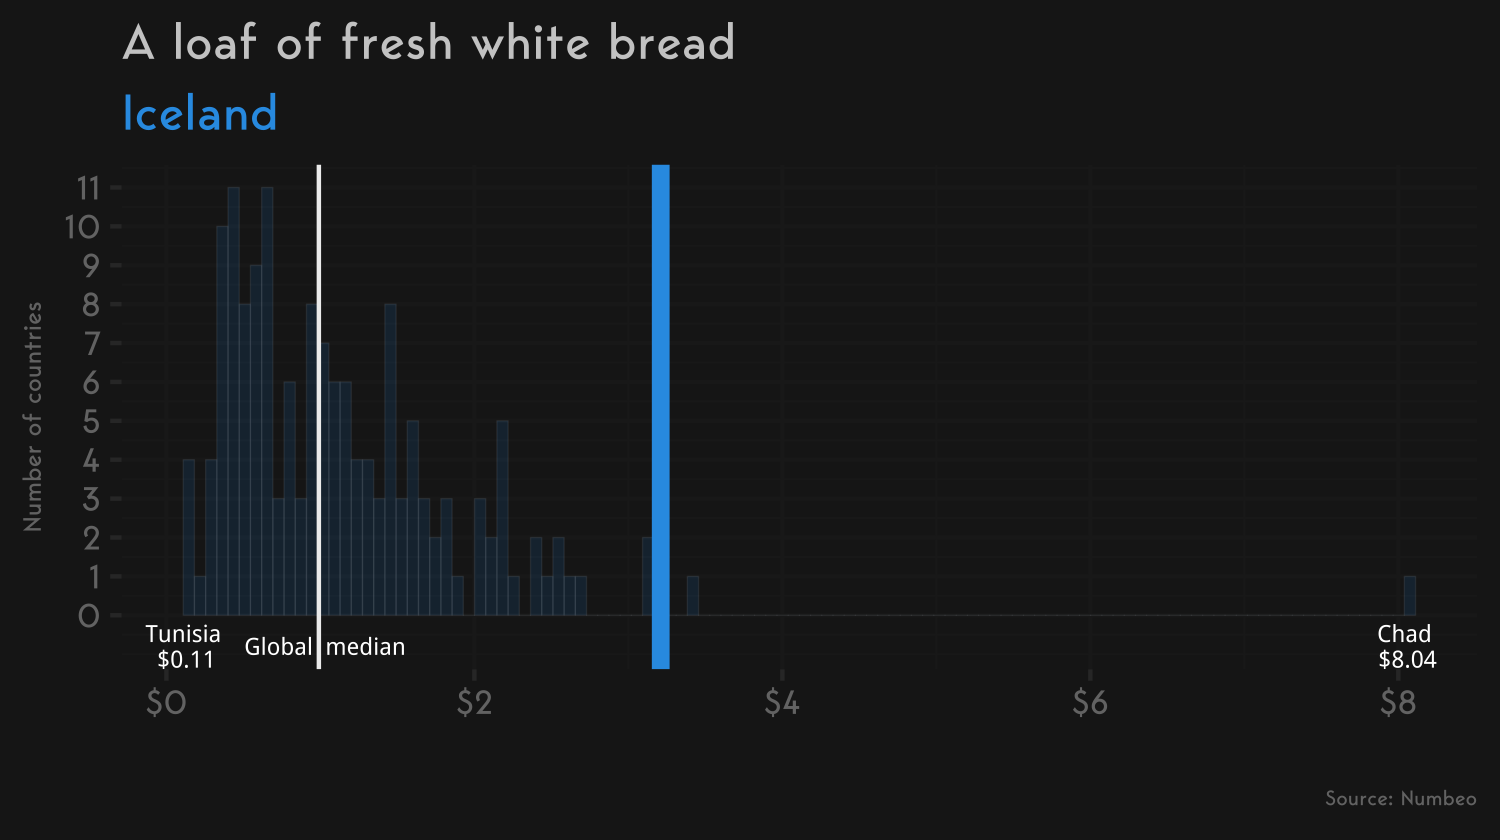 A loaf of fresh white bread
Iceland
Number of countries
11
10
9
8
7
6
5
4
3
2
1
0
Tunisia
$0.11
Global median
Chad
$8.04
$0 $2 $4 $6 $8
Source: Numbeo